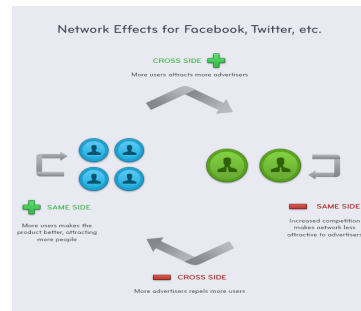 Network Effects for Facebook, Twitter, etc.
CROSS SIDE
More users attracts more advertisers
SAME SIDE
More users makes the
product better, attracting
more people
SAME SIDE
Increased competition
makes network less
attractive to advertisers
CROSS SIDE
More advertisers repels more users